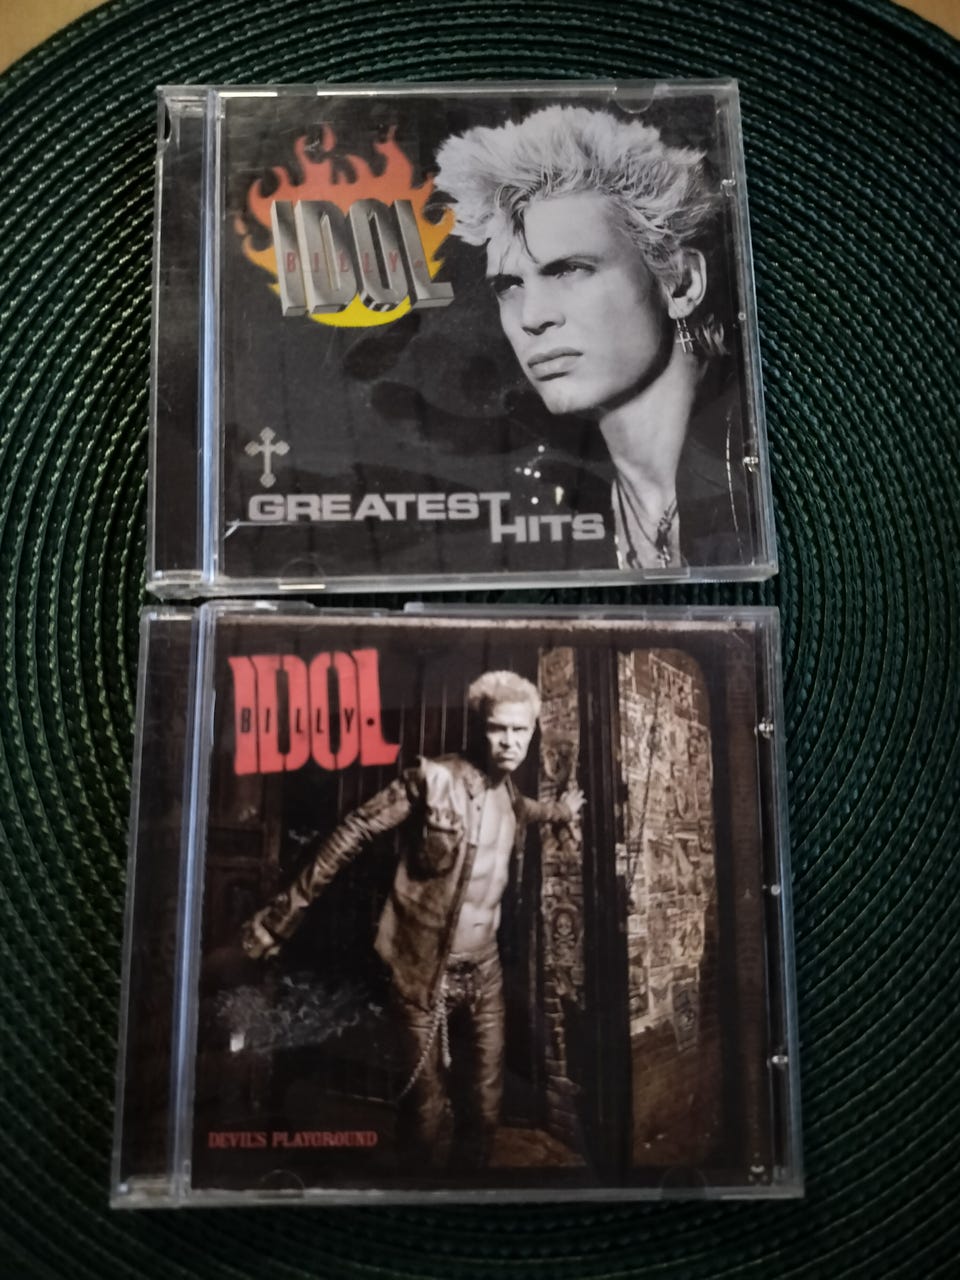 IDOL
BILLY
GREATEST
HITS
IDOL
BILLY
DEVIL'S PLAYGROUND